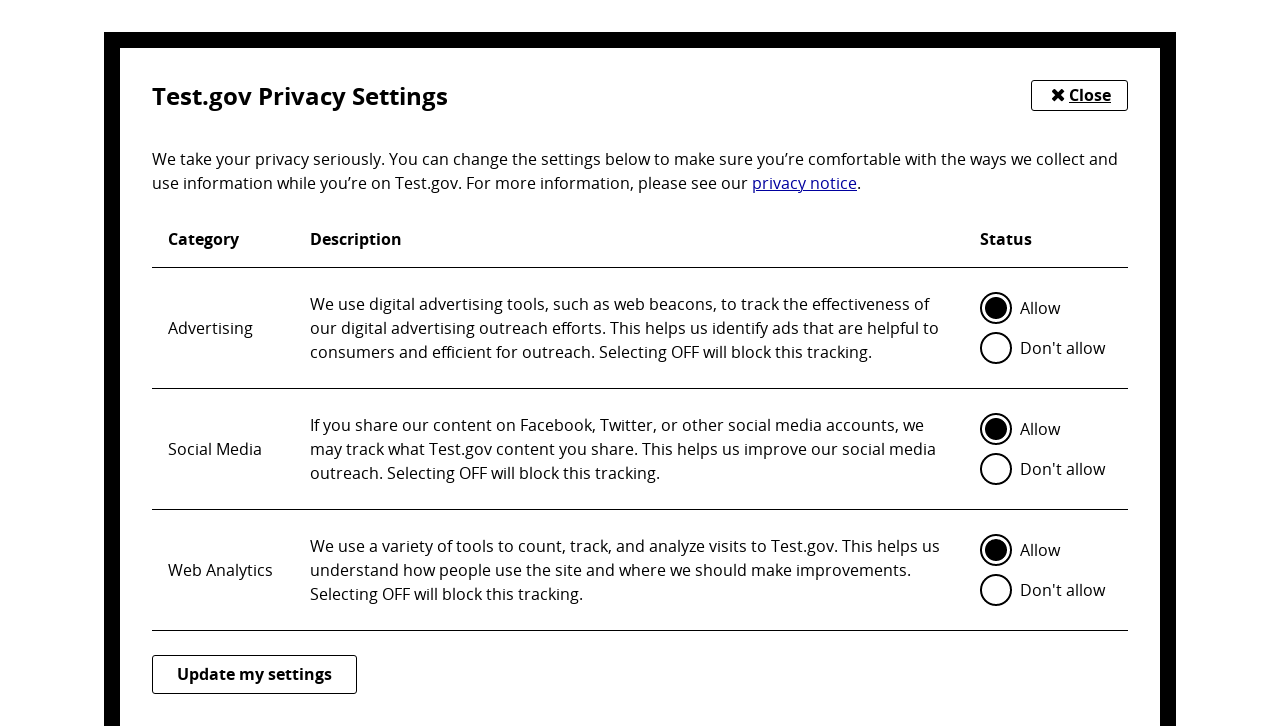 Test.gov Privacy Settings
✖ Close
We take your privacy seriously. You can change the settings below to make sure you’re comfortable with the ways we collect and
use information while you’re on Test.gov. For more information, please see our privacy notice.
Category Description Status
Advertising
We use digital advertising tools, such as web beacons, to track the effectiveness of
our digital advertising outreach efforts. This helps us identify ads that are helpful to
consumers and efficient for outreach. Selecting OFF will block this tracking.
Allow
Don't allow
Social Media
If you share our content on Facebook, Twitter, or other social media accounts, we
may track what Test.gov content you share. This helps us improve our social media
outreach. Selecting OFF will block this tracking.
Allow
Don't allow
Web Analytics
We use a variety of tools to count, track, and analyze visits to Test.gov. This helps us
understand how people use the site and where we should make improvements.
Selecting OFF will block this tracking.
Allow
Don't allow
Update my settings